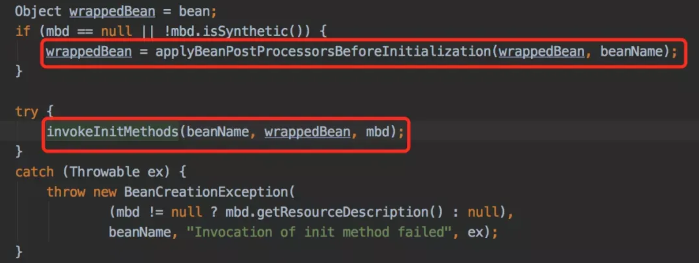 Object wrappedBean = bean;
if (mbd == null || !mbd.isSynthetic()) {
wrappedBean = applyBeanPostProcessorsBeforeInitialization(wrappedBean, beanName);
}
try {
invokeInitMethods(beanName, wrappedBean, mbd);
}
catch (Throwable ex) {
throw new BeanCreationException(
(mbd != null ? mbd.getResourceDescription() : null),
beanName, "Invocation of init method failed", ex);
}